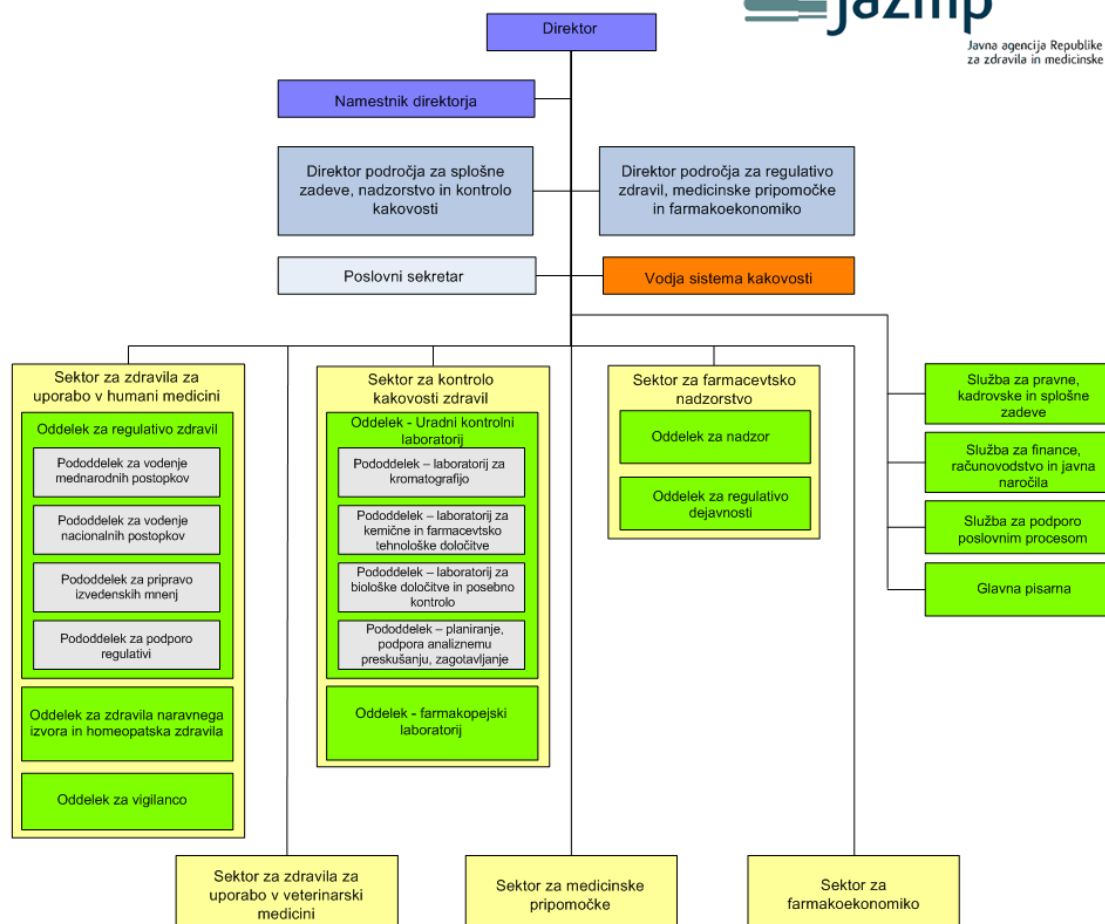 Direktor
jazmp
Javna agencija Republike
za zdravila in medicinske
Namestnik direktorja
Direktor področja za splošne
zadeve, nadzorstvo in kontrolo
kakovosti
Direktor področja za regulativo
zdravil, medicinske pripomočke
in farmakoekonomiko
Poslovni sekretar
Vodja sistema kakovosti
Sektor za zdravila za
uporabo v humani medicini
Oddelek za regulativo zdravil
Pododdelek za vodenje
mednarodnih postopkov
Pododdelek za vodenje
nacionalnih postopkov
Pododdelek za pripravo
izvedenskih mnenj
Pododdelek za podporo
regulativi
Oddelek za zdravila naravnega
izvora in homeopatska zdravila
Oddelek za vigilanco
Sektor za kontrolo
kakovosti zdravil
Oddelek - Uradni kontrolni
laboratorij
Pododdelek – laboratorij za
kromatografijo
Pododdelek – laboratorij za
kemične in farmacevtsko
tehnološke določitve
Pododdelek – laboratorij za
biološke določitve in posebno
kontrolo
Pododdelek – planiranje,
podpora analiznemu
preskušanju, zagotavljanje
Oddelek - farmakopejski
laboratorij
Sektor za farmacevtsko
nadzorstvo
Oddelek za nadzor
Oddelek za regulativo
dejavnosti
Služba za pravne,
kadrovske in splošne
zadeve
Služba za finance,
računovodstvo in javna
naročila
Služba za podporo
poslovnim procesom
Glavna pisarna
Sektor za zdravila za
uporabo v veterinarski
medicini
Sektor za medicinske
pripomočke
Sektor za
farmakoekonomiko